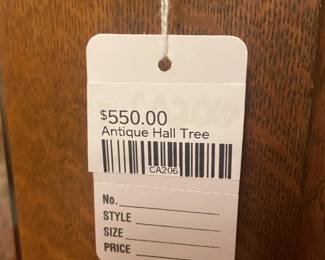 $550.00
Antique Hall Tree
CA206
No.
STYLE
SIZE
PRICE